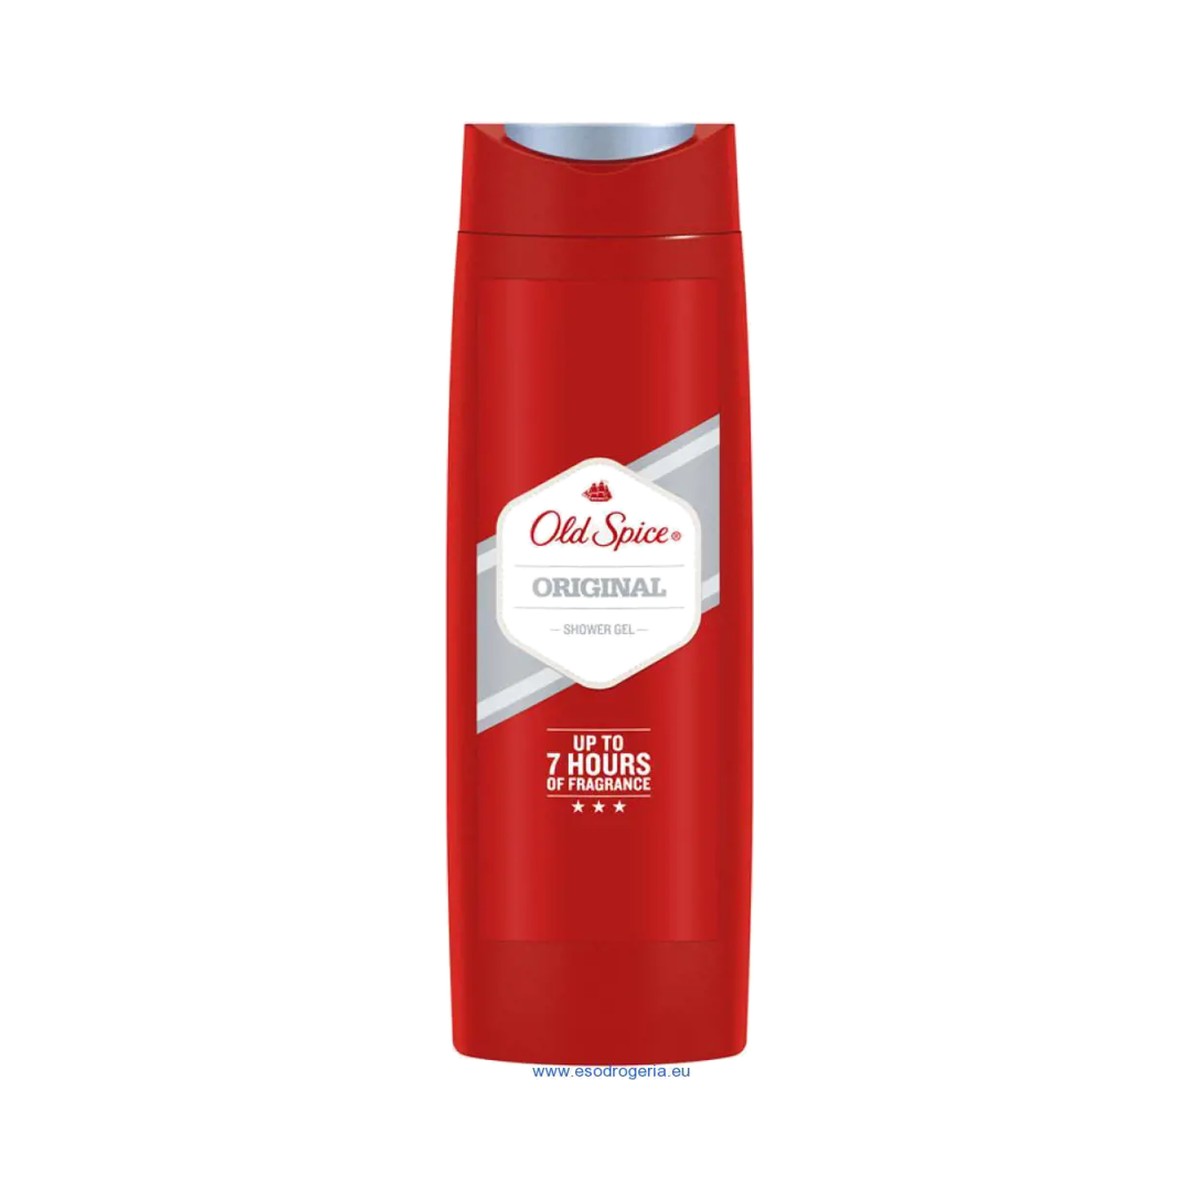 Old Spice®
ORIGINAL
– SHOWER GEL –
UP TO
7 HOURS
OF FRAGRANCE
★ ★ ★
www.esodrogeria.eu